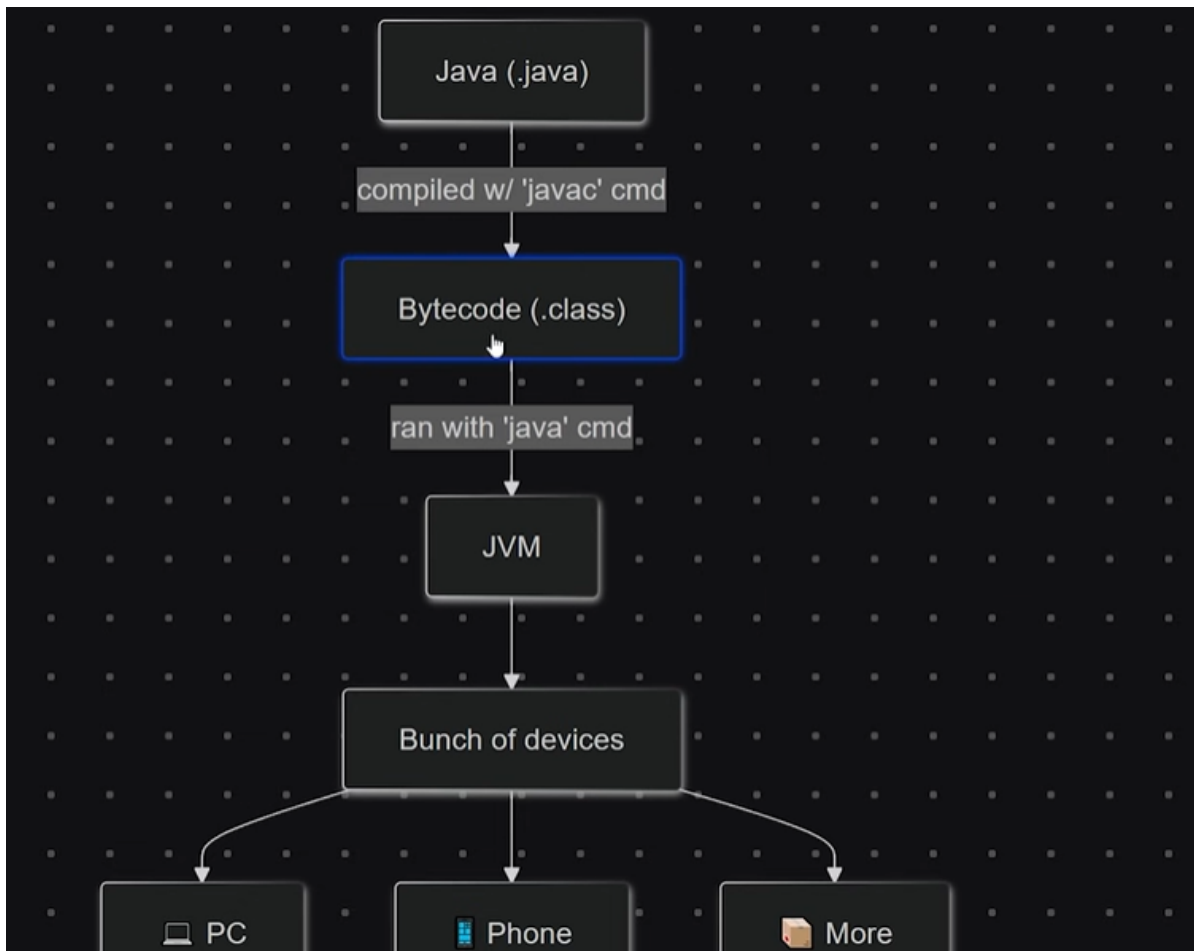 Java (.java)
compiled w/ 'javac' cmd
Bytecode (.class)
ran with 'java' cmd
JVM
Bunch of devices
PC
Phone
More